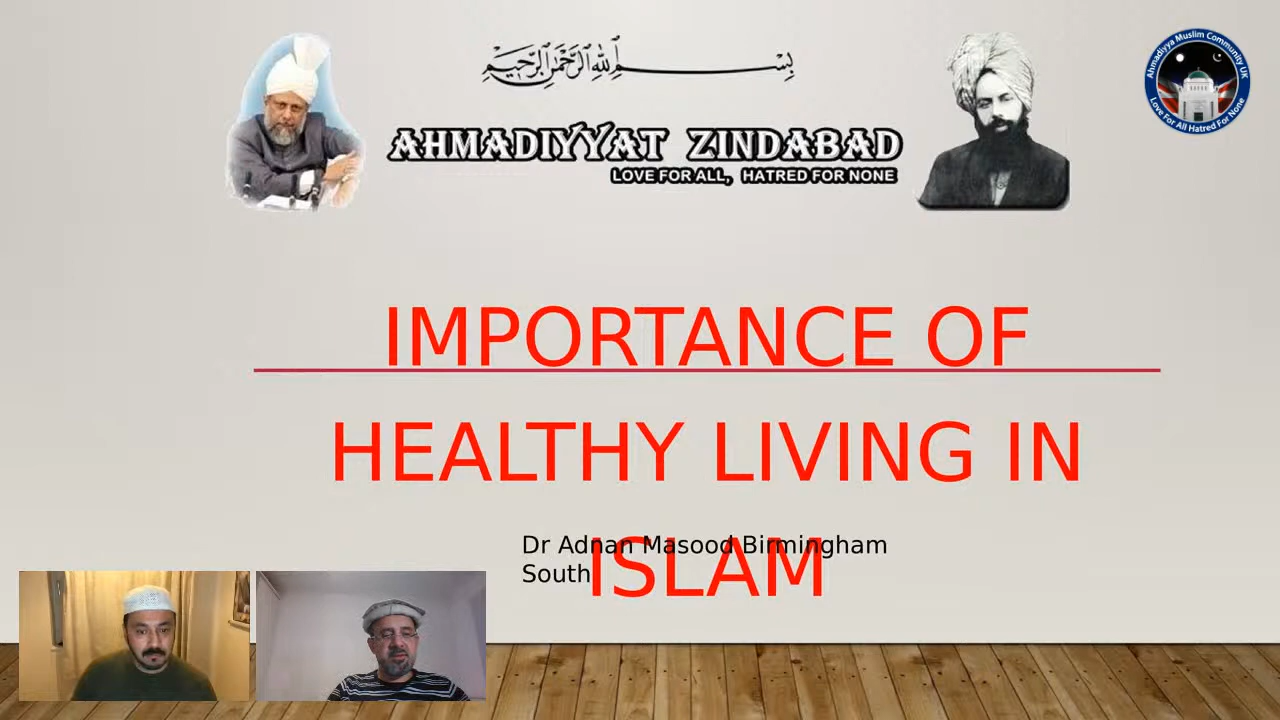 بِسْمِ اللهِ الرَّحْمٰنِ الرَّحِيْمِ
AHMADIYYAT ZINDABAD
LOVE FOR ALL, HATRED FOR NONE
Ahmadiyya Muslim Community UK
Love For All Hatred For None
IMPORTANCE OF
HEALTHY LIVING IN
ISLAM
Dr Adnan Masood Birmingham
South